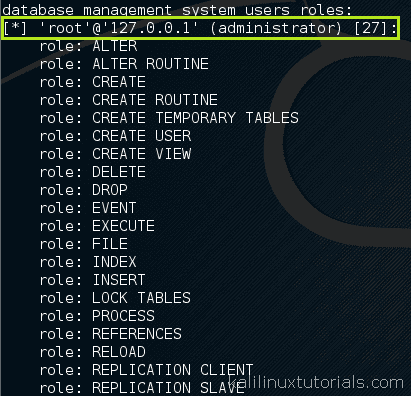 database management system users roles:
[*] 'root'@'127.0.0.1' (administrator) [27]:
role: ALTER
role: ALTER ROUTINE
role: CREATE
role: CREATE ROUTINE
role: CREATE TEMPORARY TABLES
role: CREATE USER
role: CREATE VIEW
role: DELETE
role: DROP
role: EVENT
role: EXECUTE
role: FILE
role: INDEX
role: INSERT
role: LOCK TABLES
role: PROCESS
role: REFERENCES
role: RELOAD
role: REPLICATION CLIENT
role: REPLICATION SLAVE
kalilinuxtutorials.com